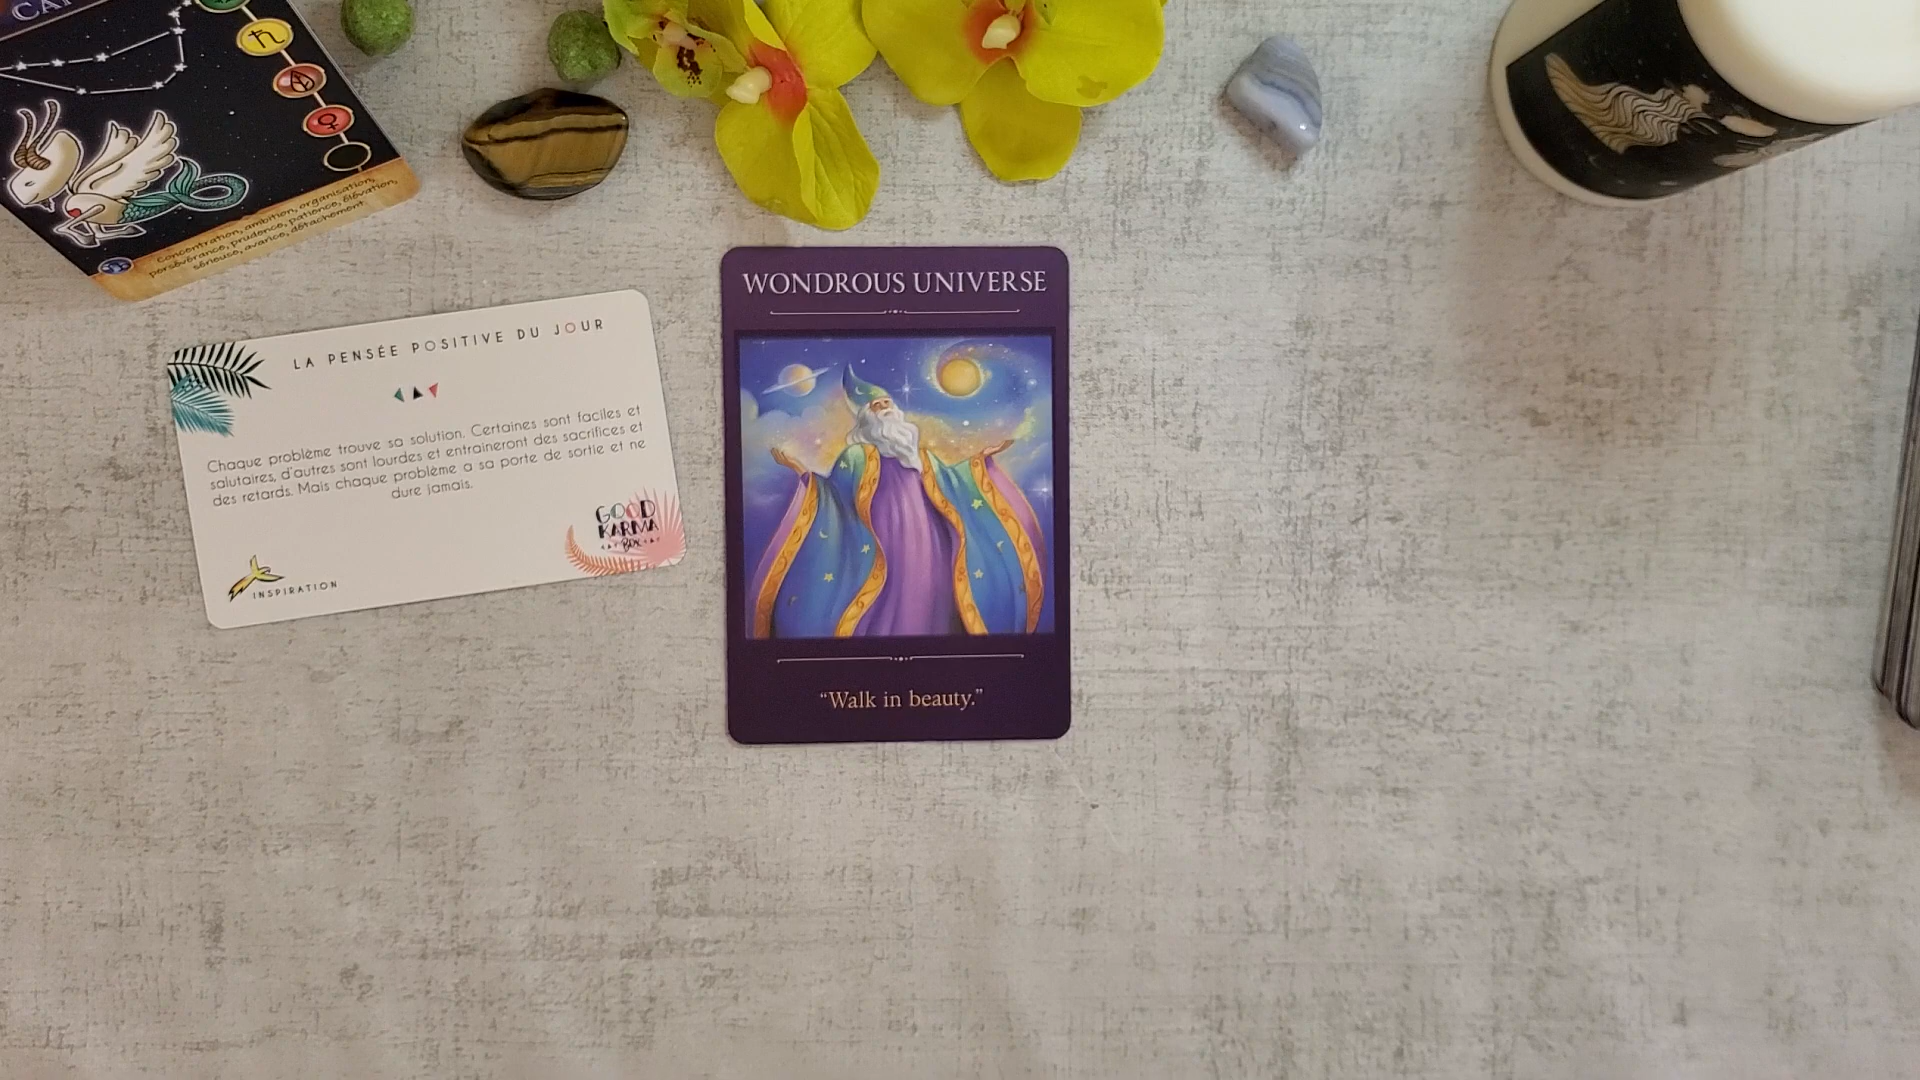 CA
Concentration, ambition, organisation,
persévérance, prudence, patience, élévation,
sérieuse, avance, détachement
LA PENSÉE POSITIVE DU JOUR
Chaque problème trouve sa solution. Certaines sont faciles et
salutaires, d'autres sont lourdes et entraineront des sacrifices et
des retards. Mais chaque problème a sa porte de sortie et ne
dure jamais.
GOOD
KARMA
BOX
INSPIRATION
WONDROUS UNIVERSE
“Walk in beauty.”